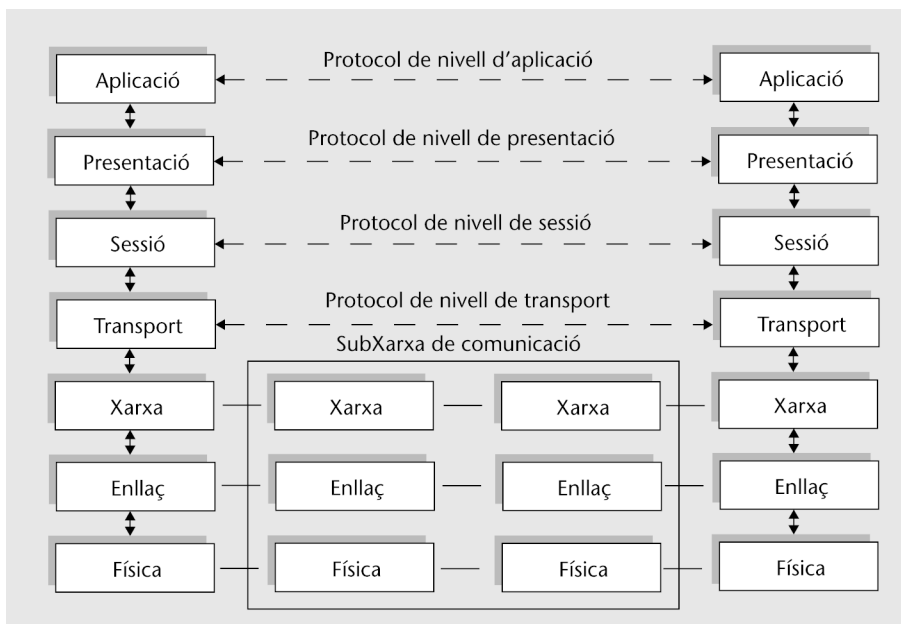 Protocol de nivell d'aplicació
Aplicació
Aplicació
Protocol de nivell de presentació
Presentació
Presentació
Protocol de nivell de sessió
Sessió
Sessió
Protocol de nivell de transport
Transport
Transport
SubXarxa de comunicació
Xarxa
Xarxa
Xarxa
Xarxa
Enllaç
Enllaç
Enllaç
Enllaç
Física
Física
Física
Física